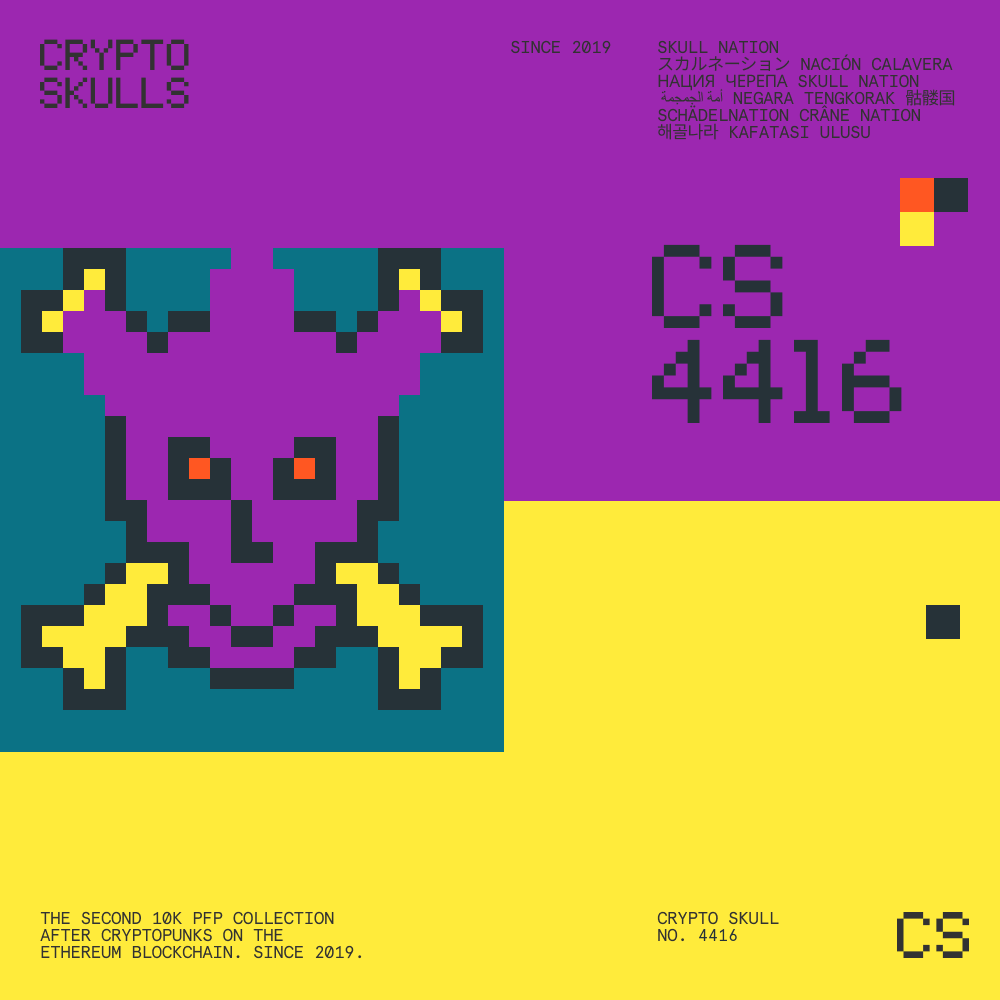 CRYPTO
SKULLS
SINCE 2019
SKULL NATION
スカルネーション NACIÓN CALAVERA
НАЦИЯ ЧЕРЕПА SKULL NATION
أمة الجمجمة NEGARA TENGKORAK 骷髅国
SCHÄDELNATION CRÂNE NATION
해골나라 KAFATASI ULUSU
CS
4416
THE SECOND 10K PFP COLLECTION
AFTER CRYPTOPUNKS ON THE
ETHEREUM BLOCKCHAIN. SINCE 2019.
CRYPTO SKULL
NO. 4416
CS